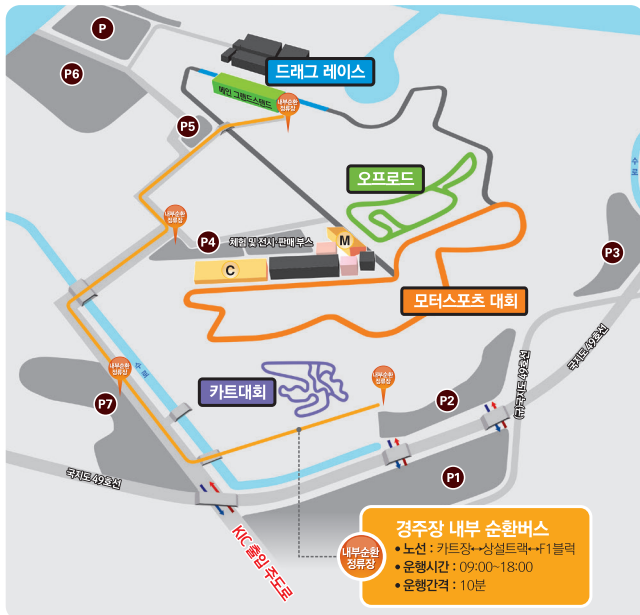 P
P6
드래그 레이스
메인 그랜드스탠드
내부순환
정류장
P5
오프로드
수로
내부순환
정류장
P4
체험 및 전시·판매 부스
M
C
P3
모터스포츠 대회
국지도 49호선
(구)국지도 49호선
수로
내부순환
정류장
P7
카트대회
내부순환
정류장
P2
P1
국지도 49호선
KIC 출입 주도로
내부순환
정류장
경주장 내부 순환버스
• 노선 : 카트장↔상설트랙↔F1블럭
• 운행시간 : 09:00~18:00
• 운행간격 : 10분